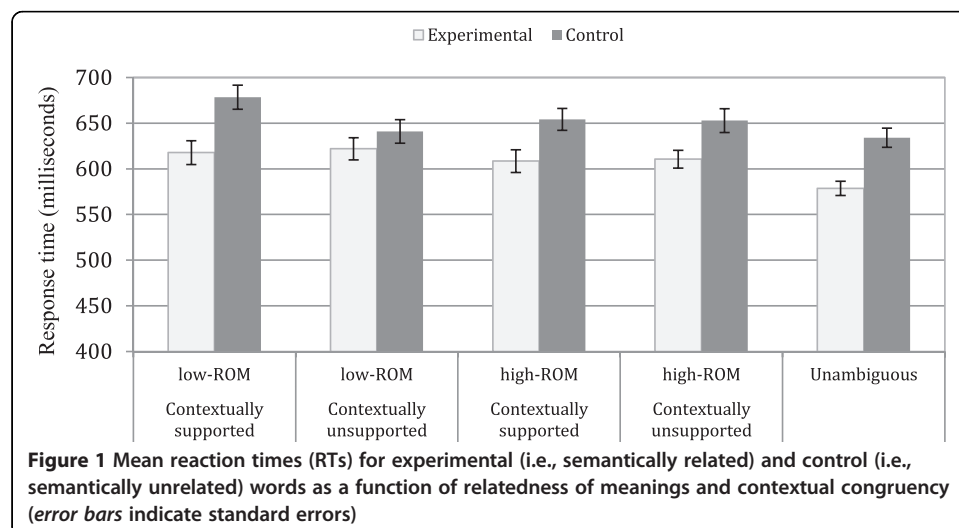 Experimental Control
Response time (milliseconds)
700
650
600
550
500
450
400
low-ROM low-ROM high-ROM high-ROM Unambiguous
Contextually Contextually Contextually Contextually
supported unsupported supported unsupported
Figure 1 Mean reaction times (RTs) for experimental (i.e., semantically related) and control (i.e.,
semantically unrelated) words as a function of relatedness of meanings and contextual congruency
(error bars indicate standard errors)